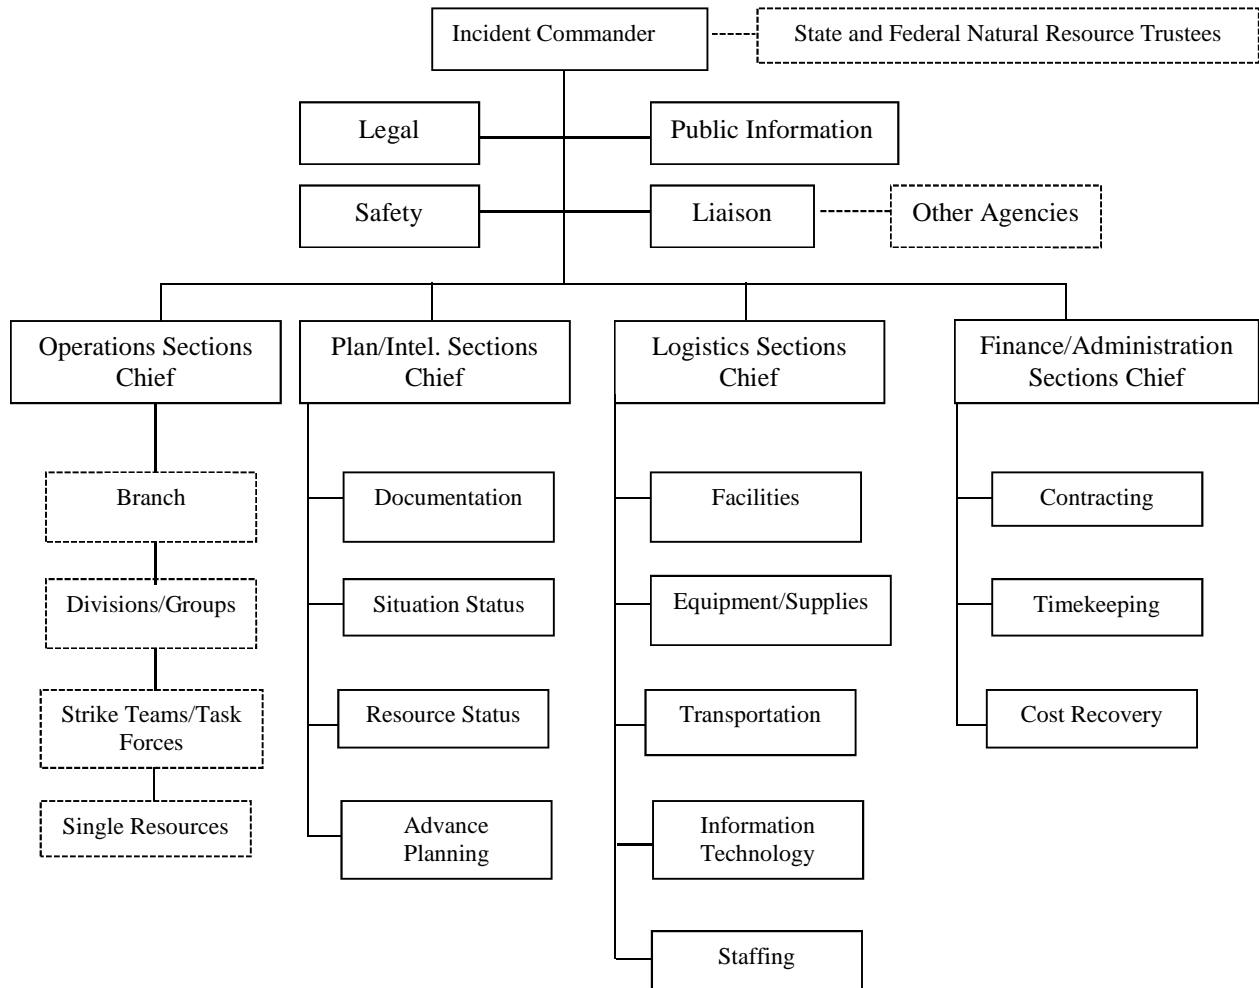 Incident Commander
State and Federal Natural Resource Trustees
Legal
Public Information
Safety
Liaison
Other Agencies
Operations Sections
Chief
Plan/Intel. Sections
Chief
Logistics Sections
Chief
Finance/Administration
Sections Chief
Branch
Documentation
Facilities
Contracting
Divisions/Groups
Situation Status
Equipment/Supplies
Timekeeping
Strike Teams/Task
Forces
Resource Status
Transportation
Cost Recovery
Single Resources
Advance
Planning
Information
Technology
Staffing